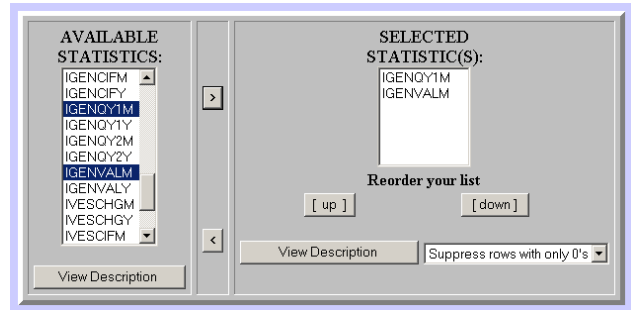 AVAILABLE
STATISTICS:
IGENCIFM
IGENCIFY
IGENQY1M
IGENQY1Y
IGENQY2M
IGENQY2Y
IGENVALM
IGENVALY
IVESCHGM
IVESCHGY
IVESCIFM
View Description
>
<
SELECTED
STATISTIC(S):
IGENQY1M
IGENVALM
Reorder your list
[ up ]
[ down ]
View Description
Suppress rows with only 0's